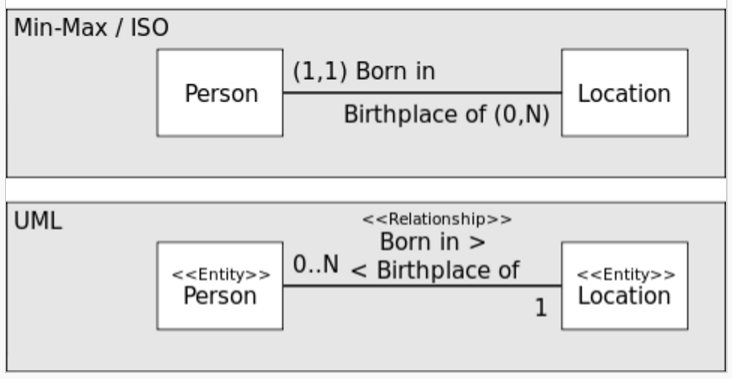 Min-Max / ISO
(1,1) Born in
Person
Location
Birthplace of (0,N)
UML
<<Relationship>>
Born in >
0..N < Birthplace of
<<Entity>>
Person
<<Entity>>
Location
1